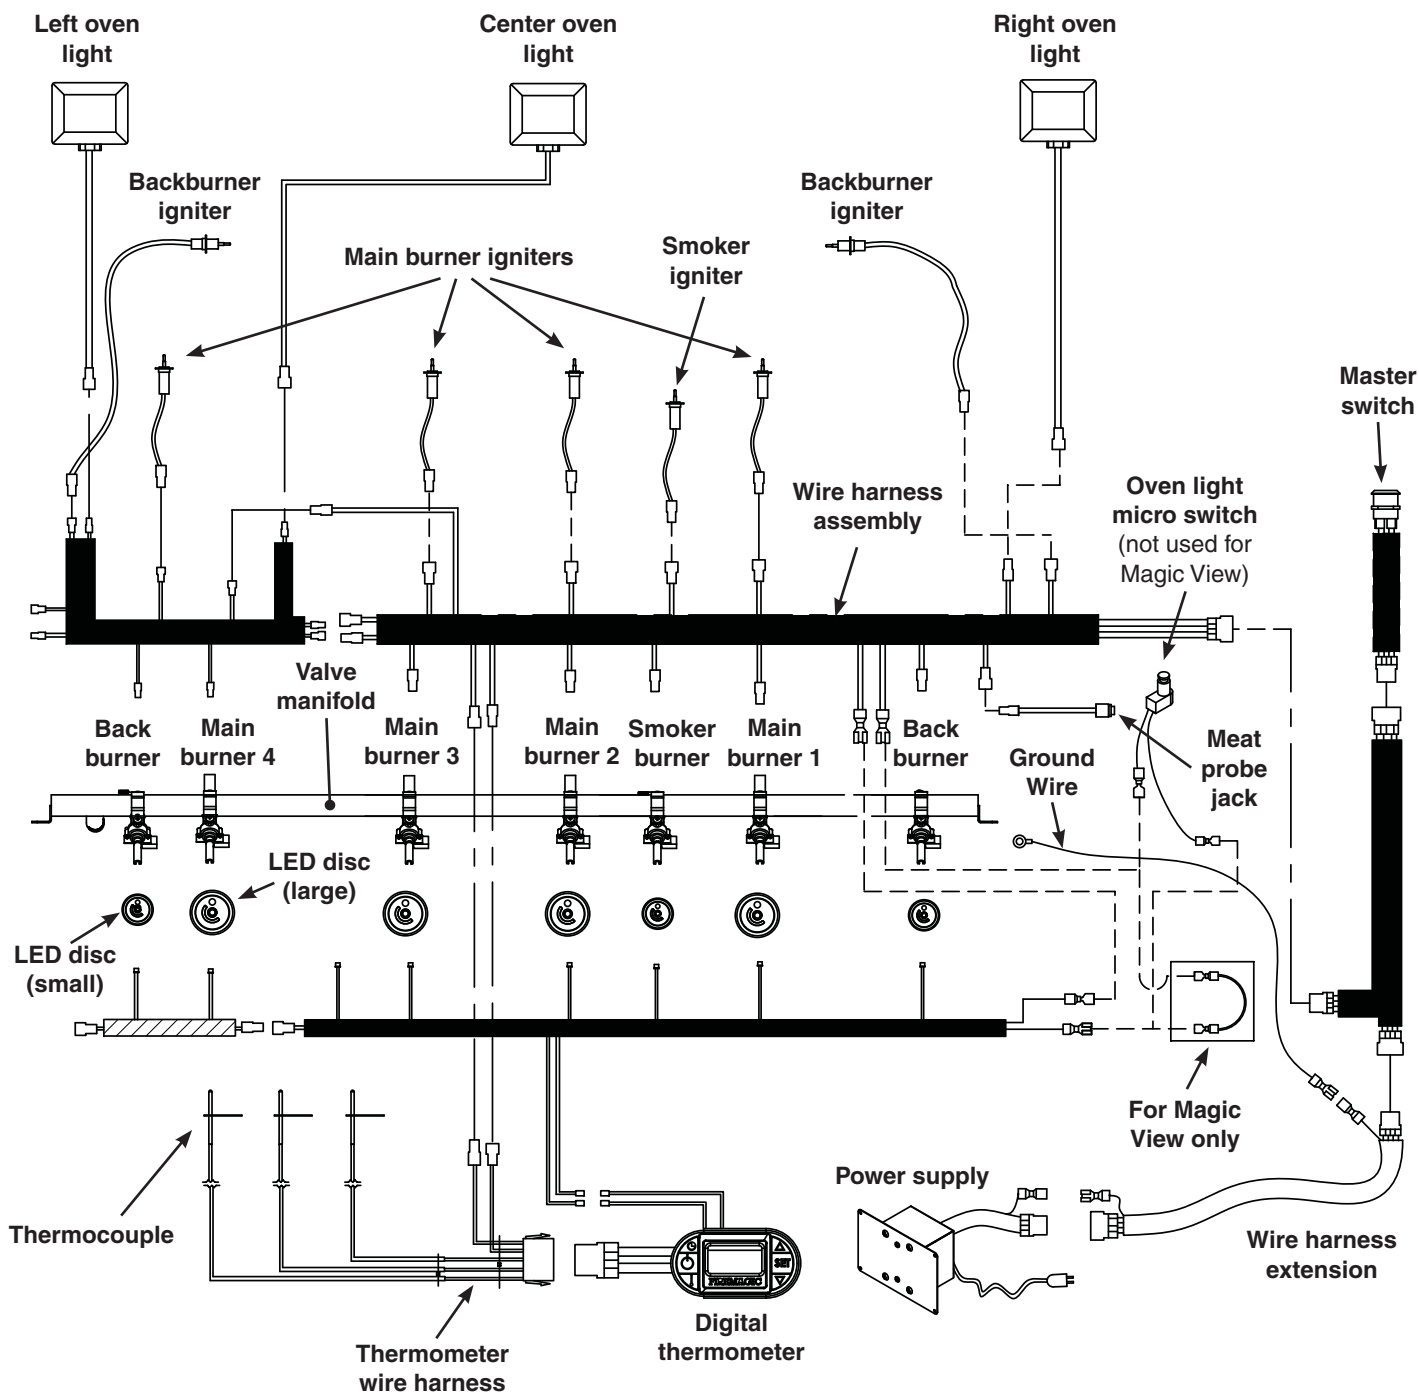 Left oven
light
Center oven
light
Right oven
light
Backburner
igniter
Main burner igniters
Smoker
igniter
Backburner
igniter
Master
switch
Wire harness
assembly
Oven light
micro switch
(not used for
Magic View)
Valve
manifold
Back
burner
Main
burner 4
Main
burner 3
Main
burner 2
Smoker
burner
Main
burner 1
Back
burner
Ground
Wire
Meat
probe
jack
LED disc
(large)
LED disc
(small)
For Magic
View only
Thermocouple
Power supply
SET
FIREMAGIC
Digital
thermometer
Thermometer
wire harness
Wire harness
extension